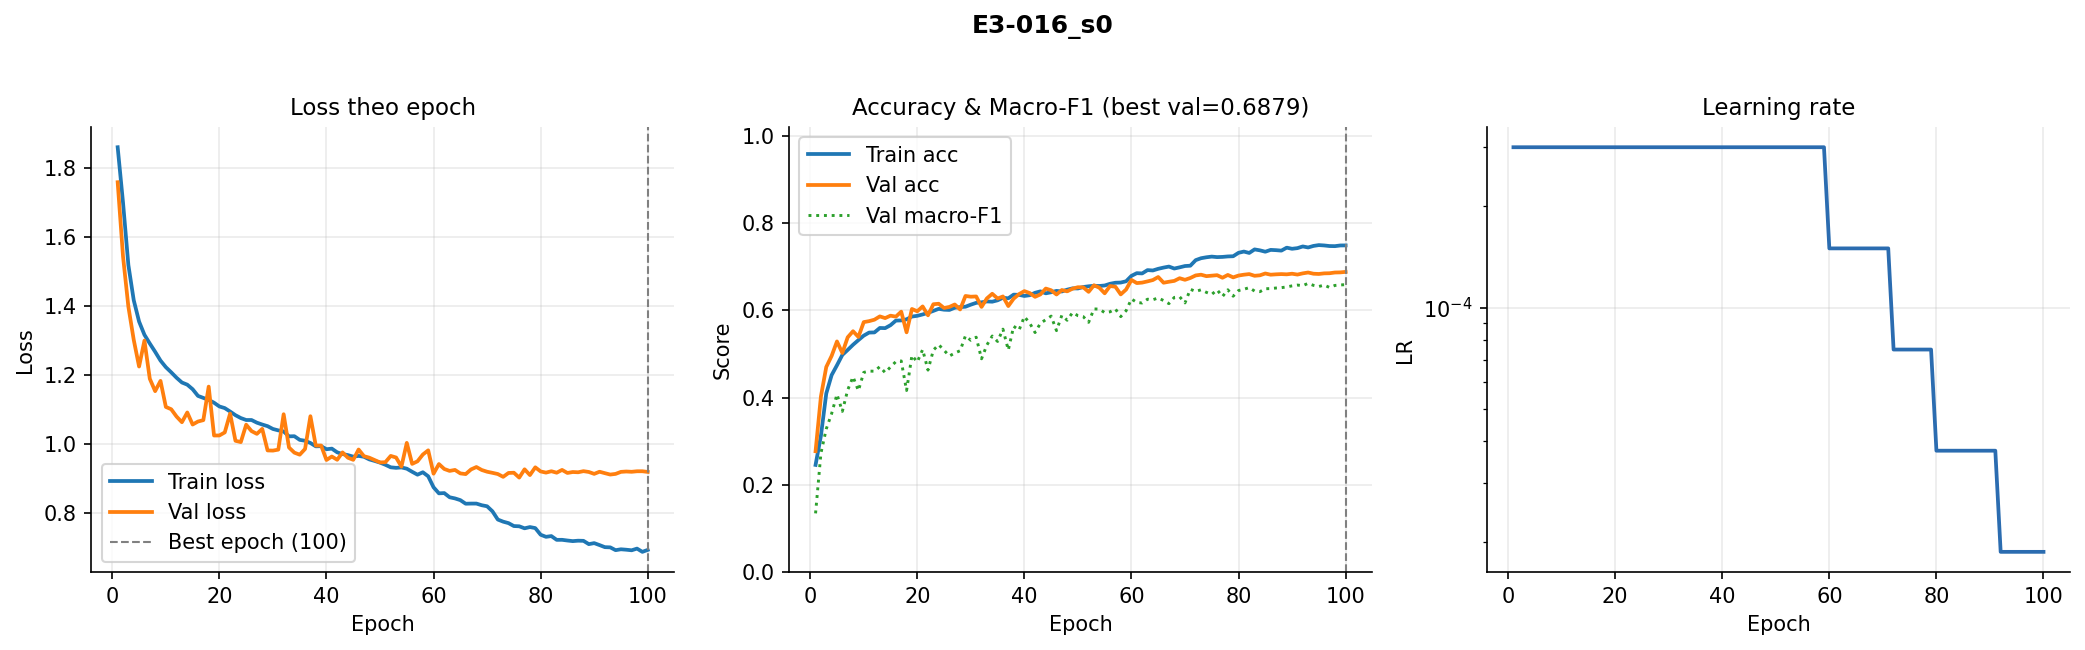 E3-016_s0
Loss theo epoch
1.8
1.6
1.4
1.2
1.0
0.8
Loss
Train loss
Val loss
Best epoch (100)
0 20 40 60 80 100
Epoch
Accuracy & Macro-F1 (best val=0.6879)
1.0
0.8
0.6
0.4
0.2
0.0
Score
Train acc
Val acc
Val macro-F1
0 20 40 60 80 100
Epoch
Learning rate
10⁻⁴
LR
0 20 40 60 80 100
Epoch